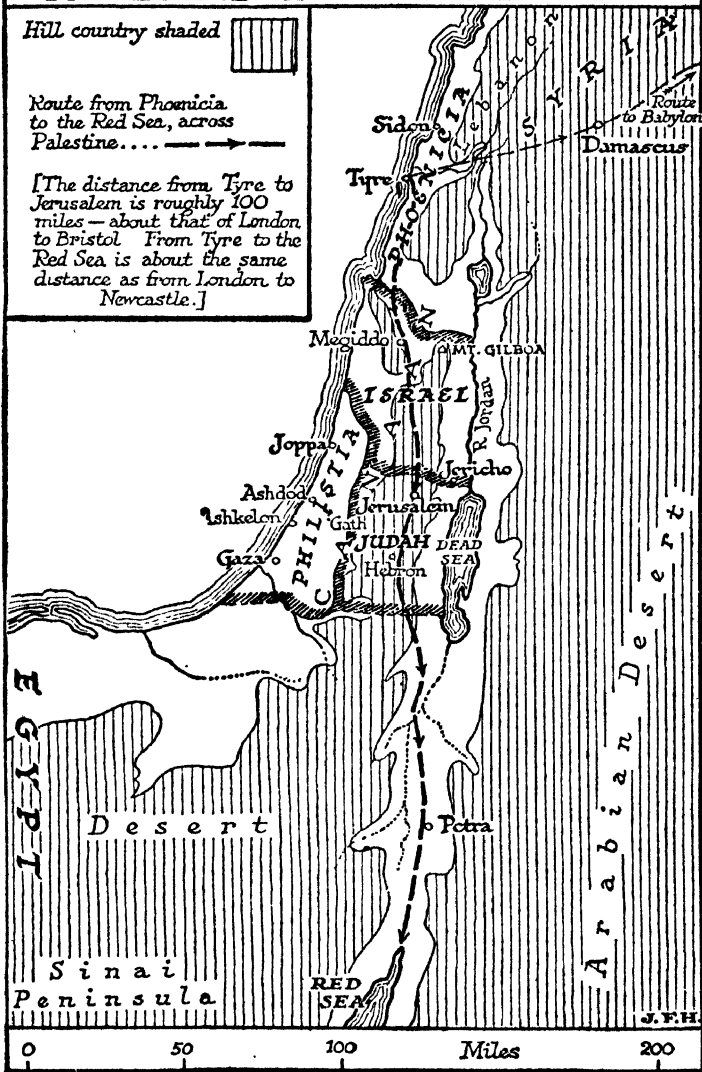 Hill country shaded
Route from Phoenicia
to the Red Sea, across
Palestine....
[The distance from Tyre to
Jerusalem is roughly 100
miles — about that of London
to Bristol From Tyre to the
Red Sea is about the same
distance as from London to
Newcastle.]
SYRIA
Lebanon
Route
to Babylon
Sidon
Damascus
PHOENICIA
Tyre
Megiddo
MT. GILBOA
CANAAN
ISRAEL
R Jordan
Joppa
Jericho
PHILISTIA
Ashdod
Jerusalem
Ashkelon
Gath
JUDAH
DEAD
SEA
Gaza
Hebron
EGYPT
Arabian Desert
Desert
Petra
Sinai
Peninsula
RED
SEA
J.F.H.
0 50 100 Miles 200